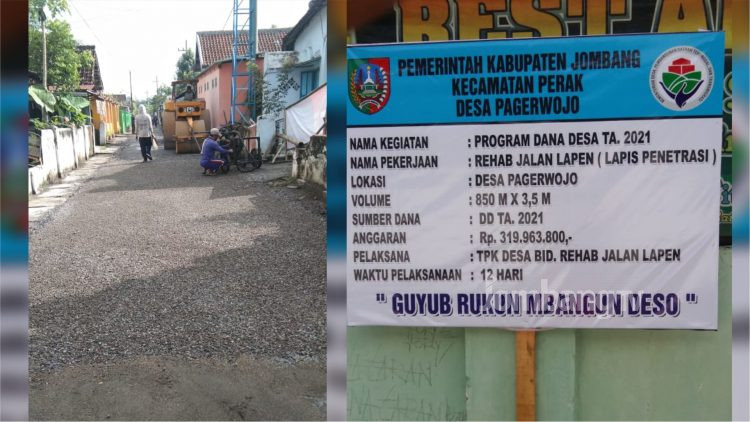 BEST
PEMERINTAH KABUPATEN JOMBANG
KECAMATAN PERAK
DESA PAGERWOJO
NAMA KEGIATAN : PROGRAM DANA DESA TA. 2021
NAMA PEKERJAAN : REHAB JALAN LAPEN ( LAPIS PENETRASI )
LOKASI : DESA PAGERWOJO
VOLUME : 850 M X 3,5 M
SUMBER DANA : DD TA. 2021
ANGGARAN : Rp. 319.963.800,-
PELAKSANA : TPK DESA BID. REHAB JALAN LAPEN
WAKTU PELAKSANAAN : 12 HARI
" GUYUB RUKUN MBANGUN DESO "